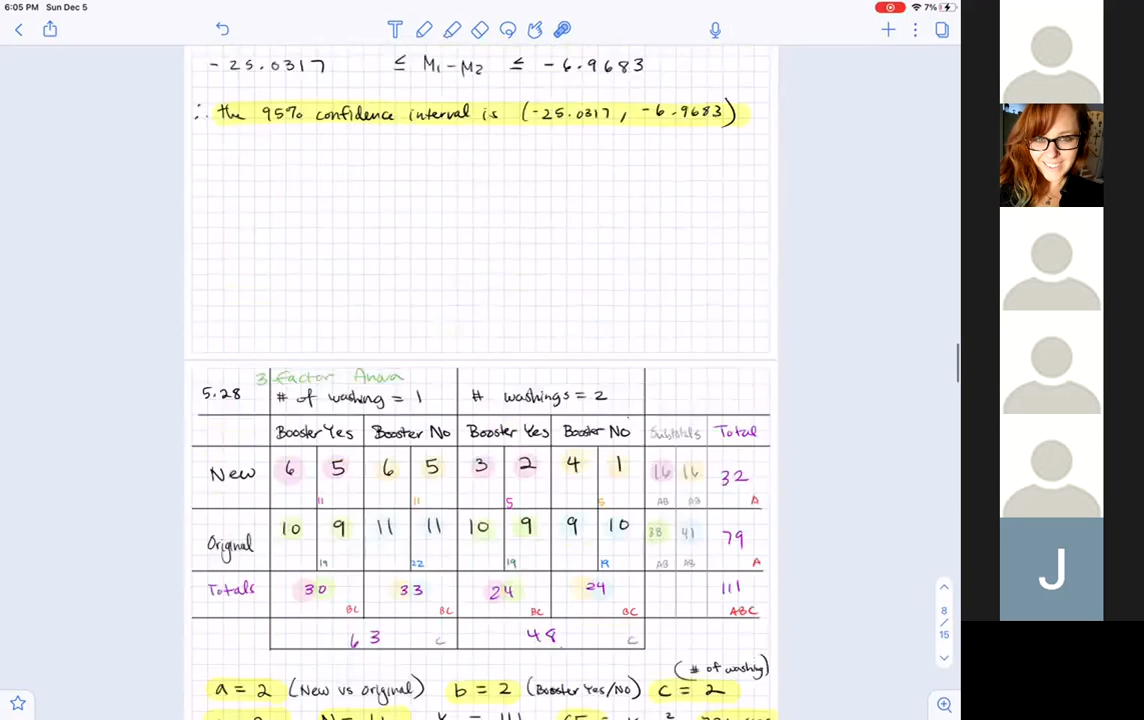 6:05 PM Sun Dec 5
7%
T
-25.0317 ≤ M1-M2 ≤ -6.9683
∴ the 95% confidence interval is (-25.0317, -6.9683)
3 Factor Anova
5.28 # of washing = 1 # washings = 2
Booster Yes Booster No Booster Yes Booster No Subtotals Total
New 6 5 6 5 3 2 4 1 16 16 32
11 11 5 5 AB AB A
Original 10 9 11 11 10 9 9 10 38 41 79
19 22 19 19 AB AB A
Totals 30 33 24 24 111
BC BC BC BC ABC
63 C 48 C
(# of washing)
a = 2 (New vs Original) b = 2 (Booster Yes/No) c = 2
8
/
15
J